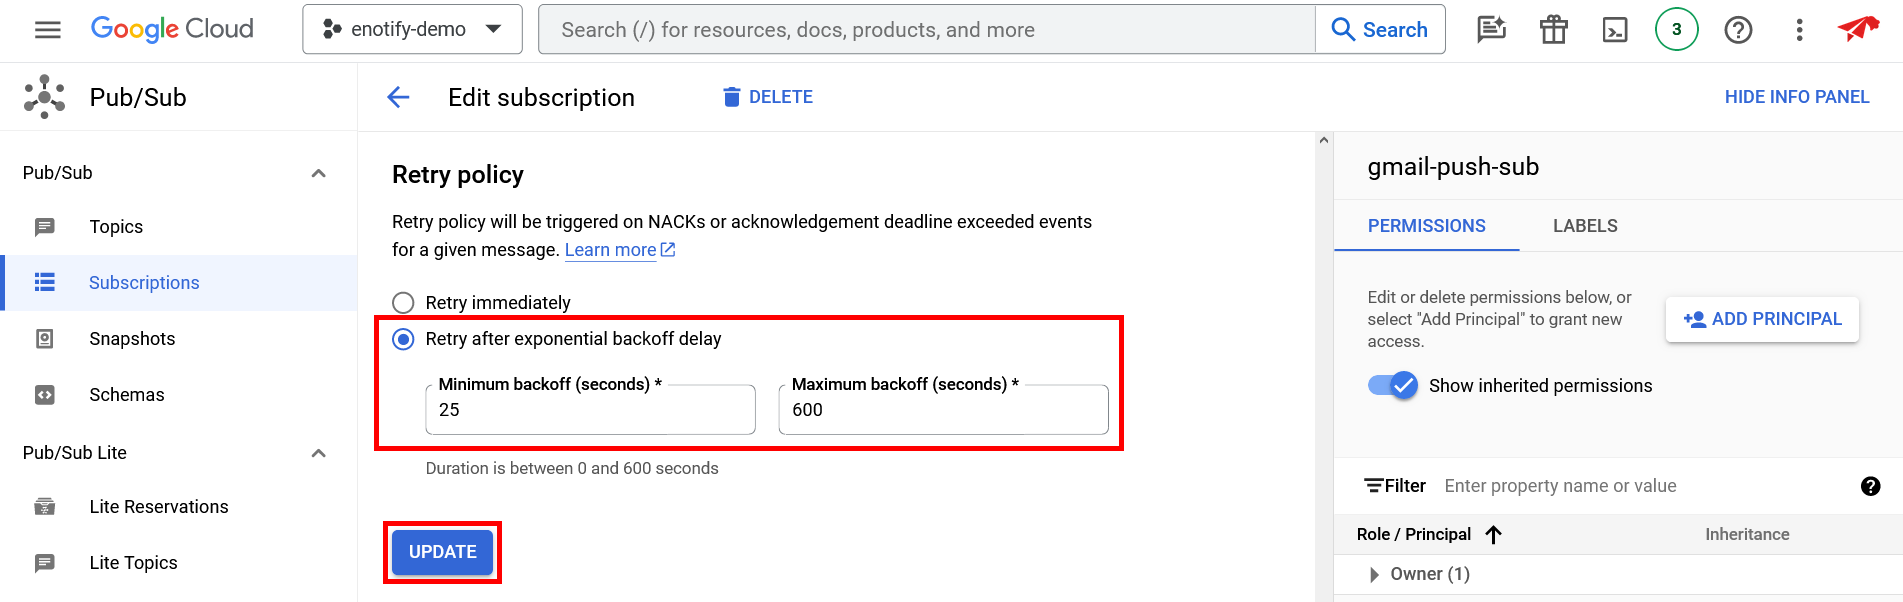 Google Cloud
enotify-demo
Search (/) for resources, docs, products, and more
Search
3
Pub/Sub
Edit subscription
DELETE
HIDE INFO PANEL
Pub/Sub
Topics
Subscriptions
Snapshots
Schemas
Pub/Sub Lite
Lite Reservations
Lite Topics
Retry policy
Retry policy will be triggered on NACKs or acknowledgement deadline exceeded events
for a given message. Learn more
Retry immediately
Retry after exponential backoff delay
Minimum backoff (seconds) *
25
Maximum backoff (seconds) *
600
Duration is between 0 and 600 seconds
UPDATE
gmail-push-sub
PERMISSIONS
LABELS
Edit or delete permissions below, or
select "Add Principal" to grant new
access.
ADD PRINCIPAL
Show inherited permissions
Filter
Enter property name or value
Role / Principal
Inheritance
Owner (1)